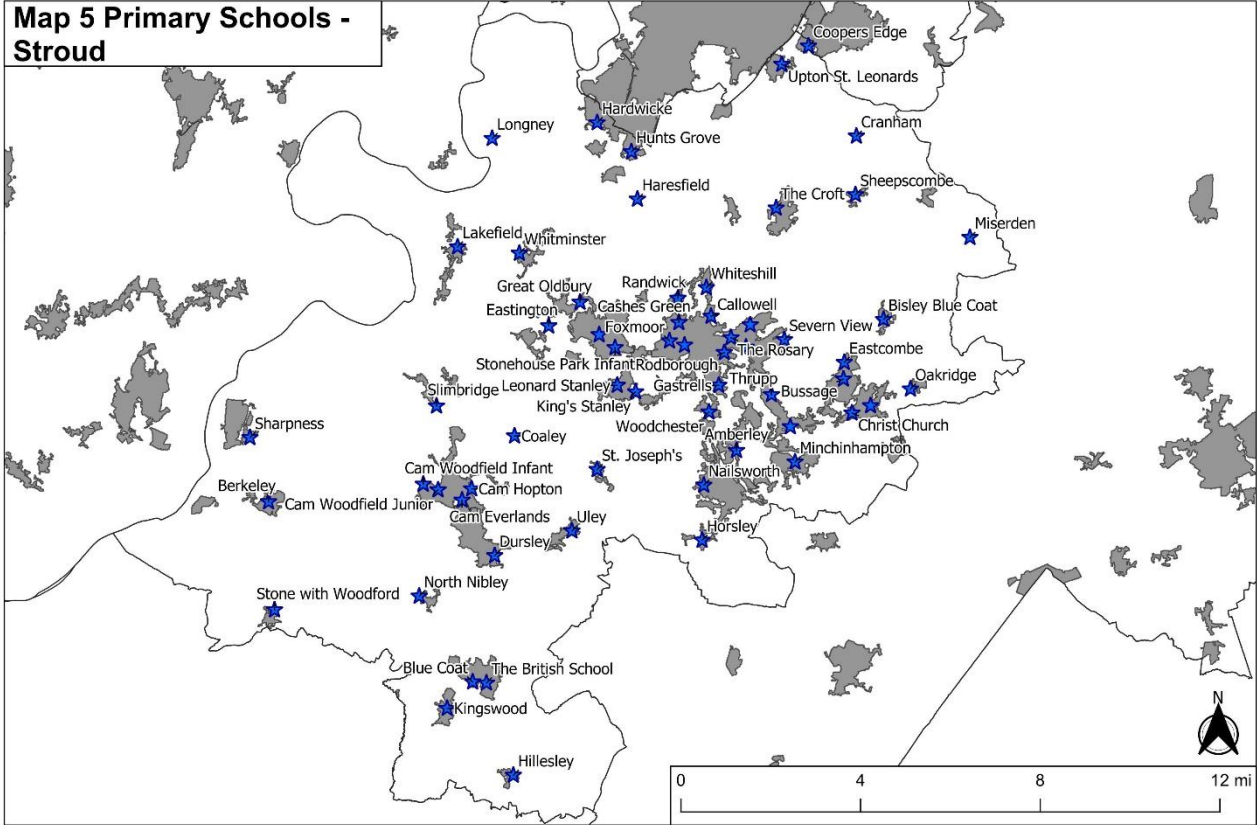 Map 5 Primary Schools -
Stroud
Coopers Edge
Upton St. Leonards
Hardwicke
Longney
Hunts Grove
Cranham
Haresfield
The Croft
Sheepscombe
Miserden
Lakefield
Whitminster
Randwick
Whiteshill
Great Oldbury
Cashes Green
Callowell
Bisley Blue Coat
Eastington
Foxmoor
Severn View
The Rosary
Eastcombe
Stonehouse Park Infant
Rodborough
Leonard Stanley
Gastrells
Thrupp
Bussage
Oakridge
Slimbridge
King's Stanley
Woodchester
Christ Church
Sharpness
Coaley
Amberley
St. Joseph's
Minchinhampton
Cam Woodfield Infant
Nailsworth
Berkeley
Cam Woodfield Junior
Cam Hopton
Cam Everlands
Uley
Horsley
Dursley
North Nibley
Stone with Woodford
Blue Coat
The British School
Kingswood
Hillesley
N
0 4 8 12 mi